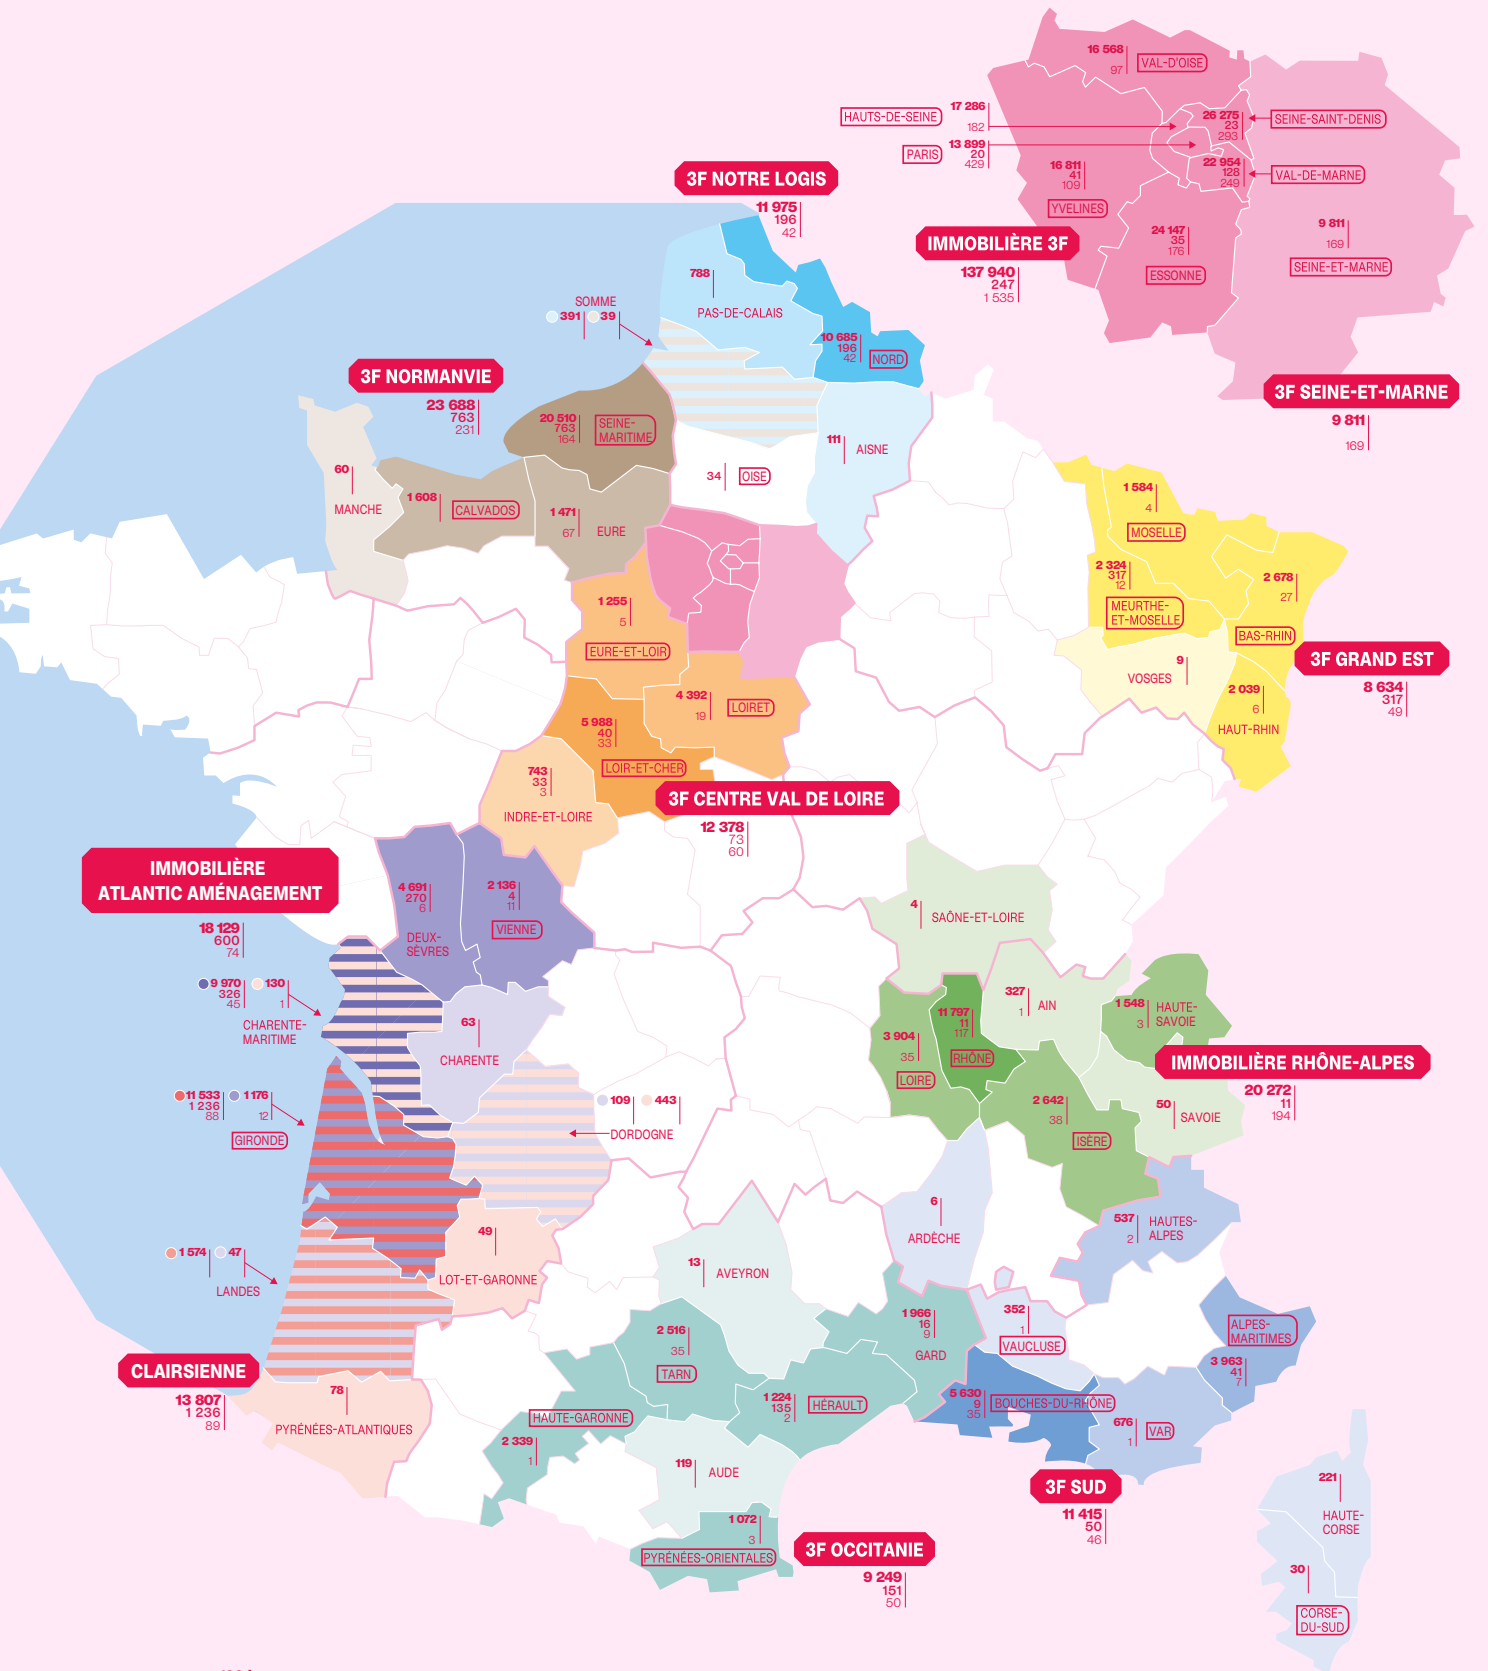 16 568
97
VAL-D'OISE
HAUTS-DE-SEINE
17 286
182
PARIS
13 899
20
429
26 275
23
293
SEINE-SAINT-DENIS
22 954
128
249
VAL-DE-MARNE
16 811
41
109
YVELINES
24 147
35
176
ESSONNE
9 811
169
SEINE-ET-MARNE
IMMOBILIÈRE 3F
137 940
247
1 535
3F SEINE-ET-MARNE
9 811
169
3F NOTRE LOGIS
11 975
196
42
788
PAS-DE-CALAIS
SOMME
391
39
10 685
196
42
NORD
111
AISNE
34
OISE
3F NORMANVIE
23 688
763
231
20 510
763
164
SEINE-
MARITIME
60
MANCHE
1 608
CALVADOS
1 471
67
EURE
1 584
4
MOSELLE
2 324
317
12
MEURTHE-
ET-MOSELLE
2 678
27
BAS-RHIN
VOSGES
9
2 039
6
HAUT-RHIN
3F GRAND EST
8 634
317
49
1 255
5
EURE-ET-LOIR
4 392
19
LOIRET
5 988
40
33
LOIR-ET-CHER
743
33
3
INDRE-ET-LOIRE
3F CENTRE VAL DE LOIRE
12 378
73
60
IMMOBILIÈRE
ATLANTIC AMÉNAGEMENT
18 129
600
74
4 691
270
6
DEUX-
SÈVRES
2 136
4
11
VIENNE
9 970
326
45
130
1
CHARENTE-
MARITIME
63
CHARENTE
11 533
1 236
88
1 176
12
GIRONDE
109
443
DORDOGNE
49
LOT-ET-GARONNE
1 574
47
LANDES
CLAIRSIENNE
13 807
1 236
89
78
PYRÉNÉES-ATLANTIQUES
4
SAÔNE-ET-LOIRE
327
1
AIN
1 548
3
HAUTE-
SAVOIE
11 797
11
117
RHÔNE
3 904
35
LOIRE
IMMOBILIÈRE RHÔNE-ALPES
20 272
11
194
2 642
38
ISÈRE
50
SAVOIE
6
ARDÈCHE
537
2
HAUTES-
ALPES
13
AVEYRON
1 966
16
9
GARD
352
1
VAUCLUSE
ALPES-
MARITIMES
3 963
41
7
2 516
35
TARN
1 224
135
2
HÉRAULT
5 630
9
35
BOUCHES-DU-RHÔNE
676
1
VAR
HAUTE-GARONNE
2 339
1
119
AUDE
1 072
3
PYRÉNÉES-ORIENTALES
3F SUD
11 415
50
46
3F OCCITANIE
9 249
151
50
221
HAUTE-
CORSE
30
CORSE-
DU-SUD